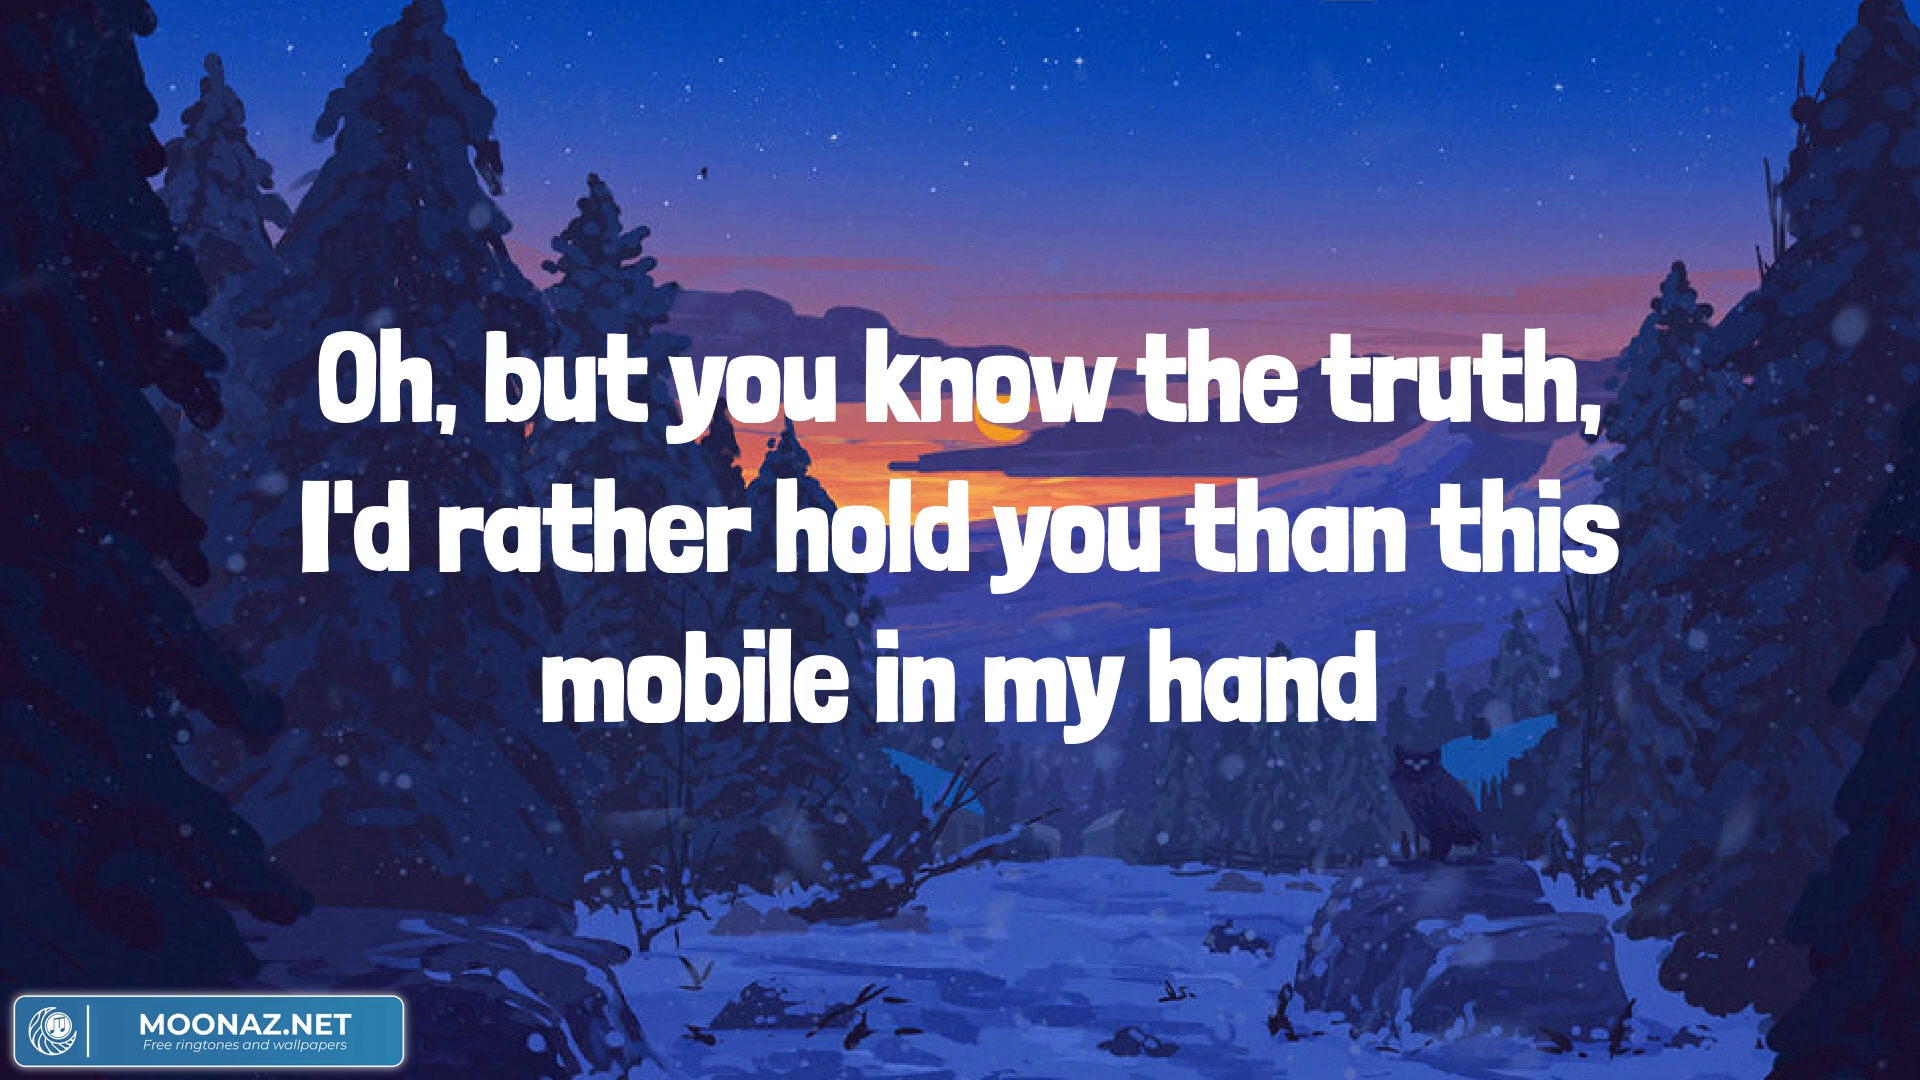 Oh, but you know the truth,
I'd rather hold you than this
mobile in my hand
MOONAZ.NET
Free ringtones and wallpapers